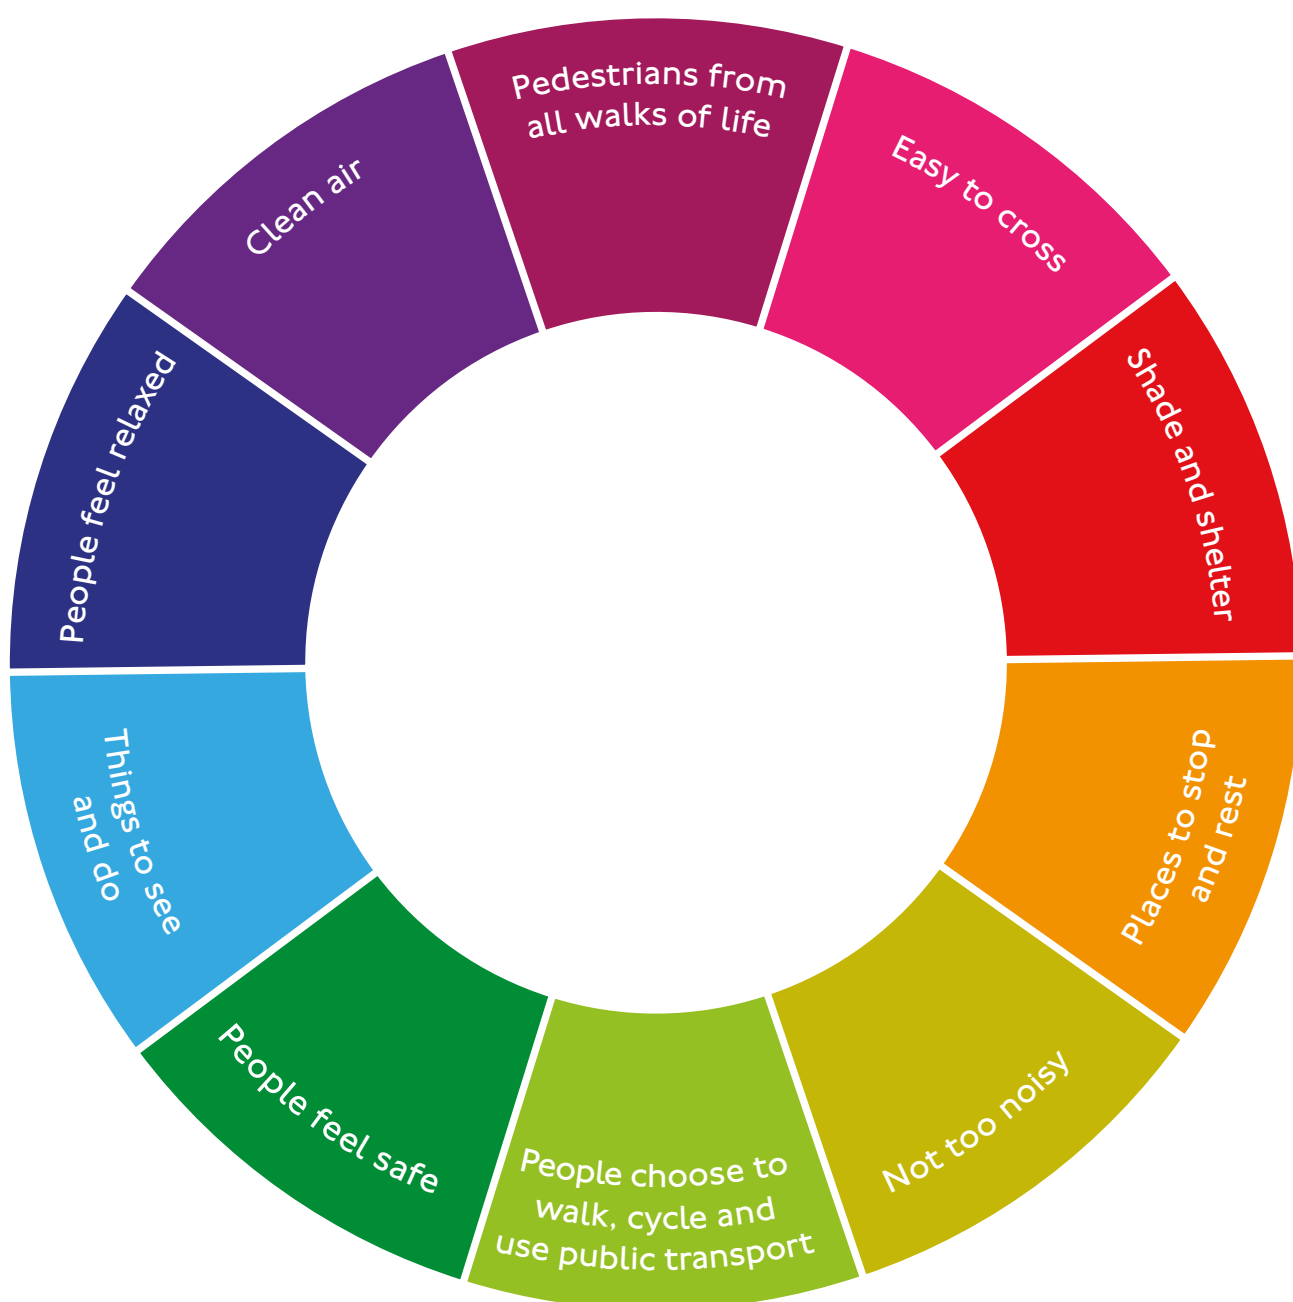 Pedestrians from
all walks of life
Easy to cross
Shade and shelter
Places to stop
and rest
Not too noisy
People choose to
walk, cycle and
use public transport
People feel safe
Things to see
and do
People feel relaxed
Clean air